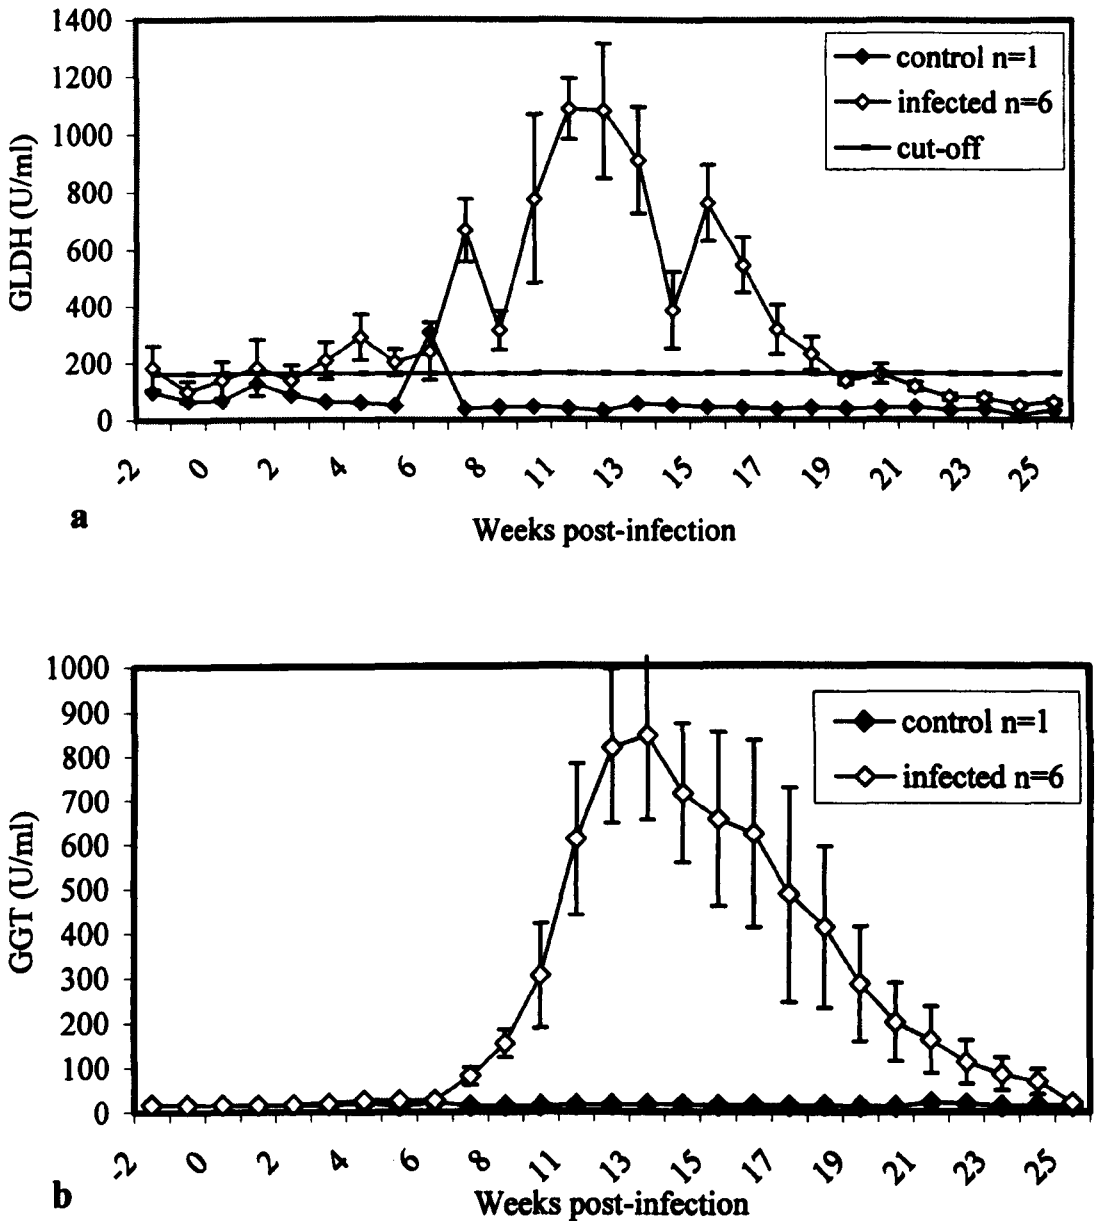 1400
1200
1000
800
600
400
200
0
GLDH (U/ml)
control n=1
infected n=6
cut-off
-2 0 2 4 6 8 11 13 15 17 19 21 23 25
a
Weeks post-infection
1000
900
800
700
600
500
400
300
200
100
0
GGT (U/ml)
control n=1
infected n=6
-2 0 2 4 6 8 11 13 15 17 19 21 23 25
b
Weeks post-infection